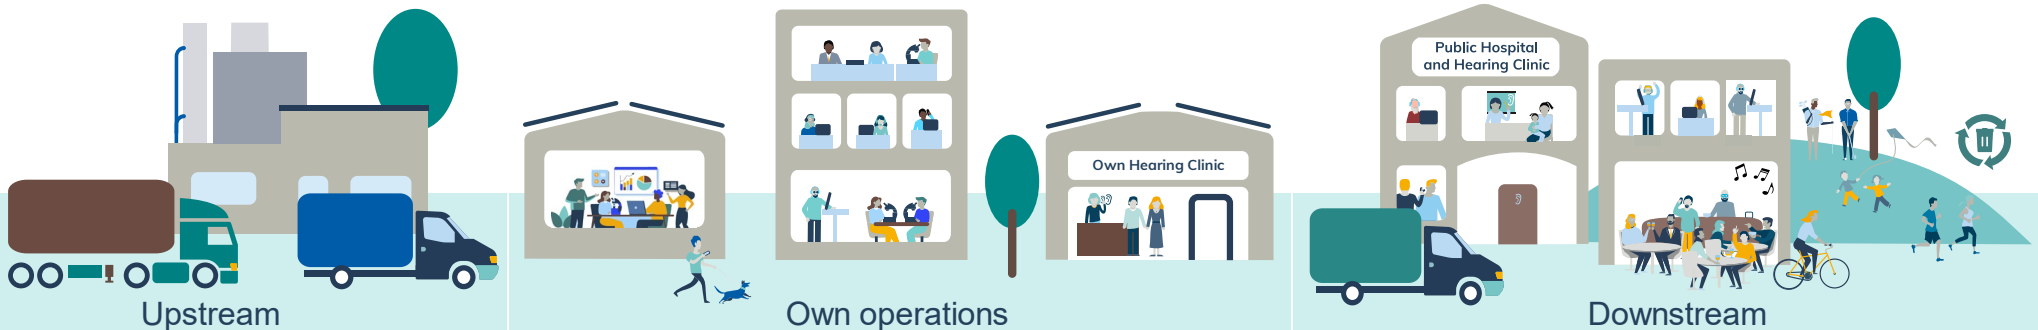 Public Hospital
and Hearing Clinic
Own Hearing Clinic
Upstream
Own operations
Downstream